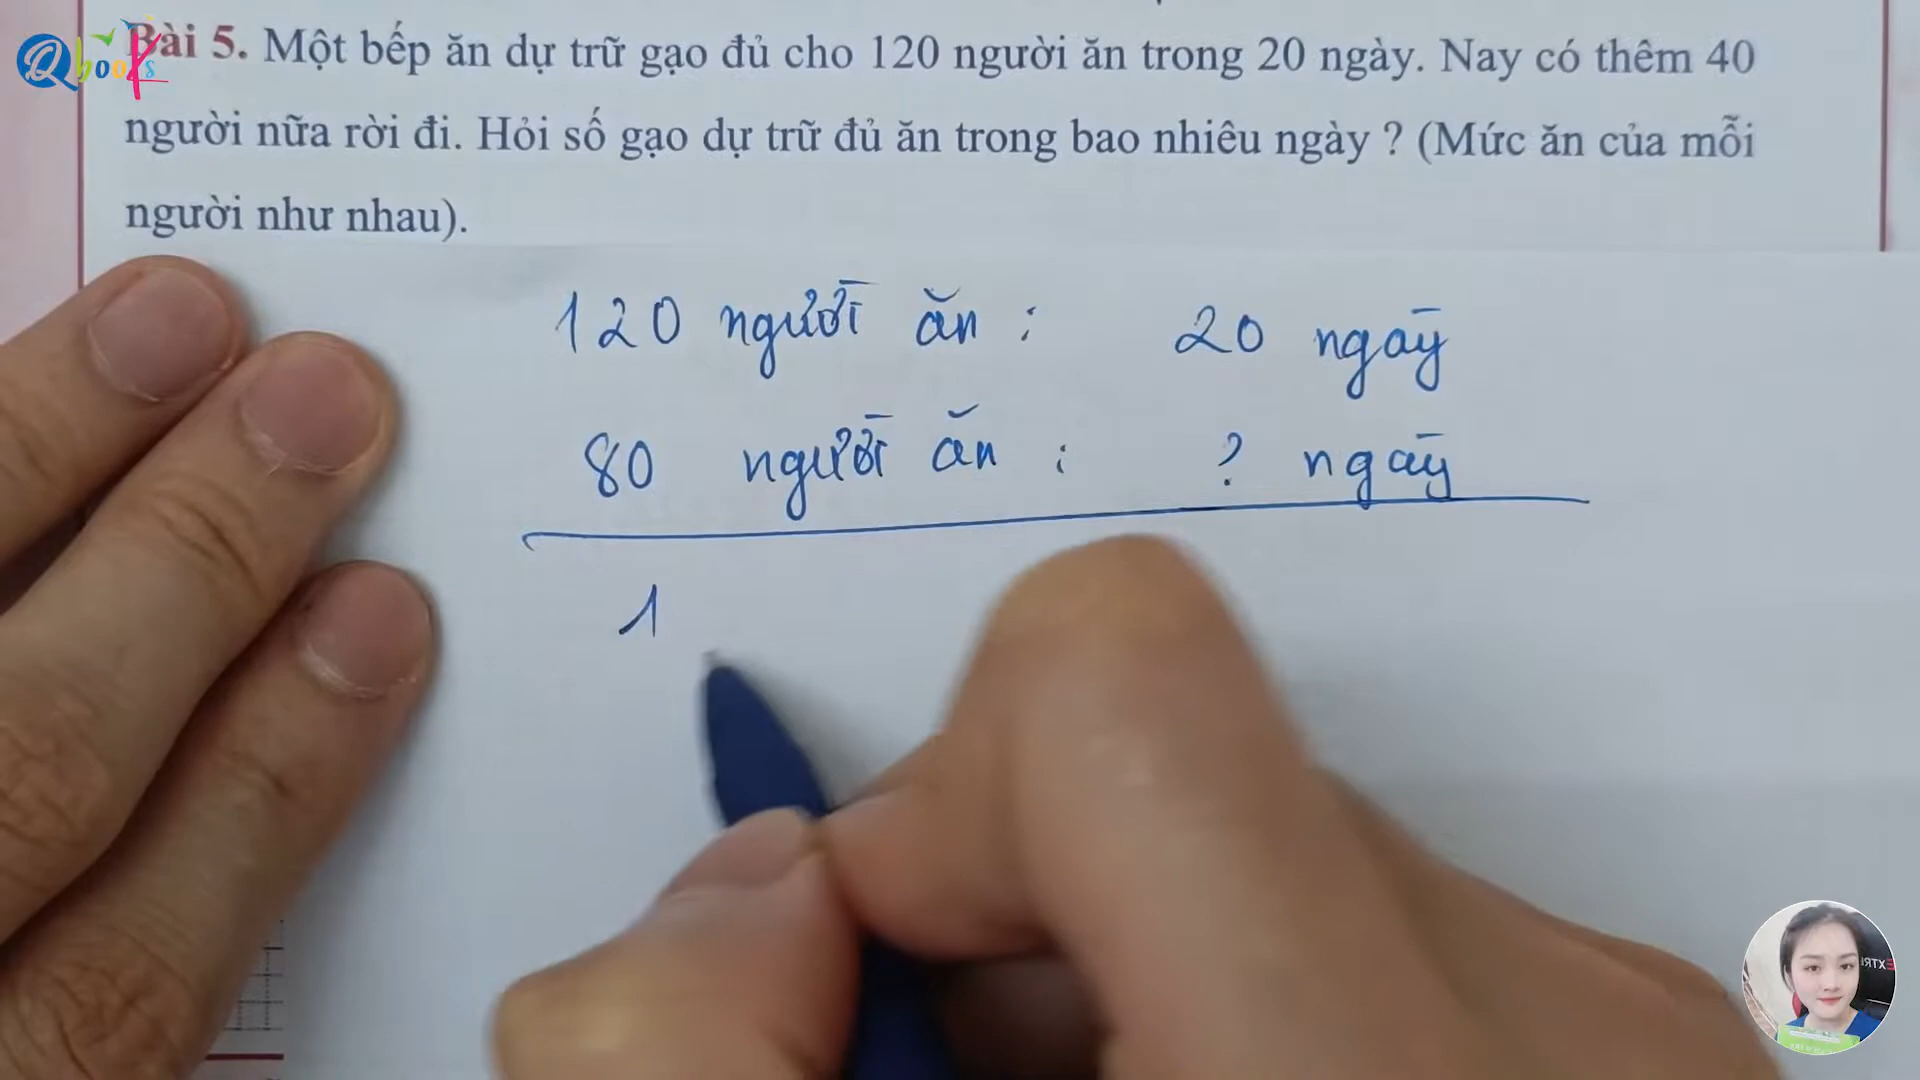 Qbooks
Bài 5. Một bếp ăn dự trữ gạo đủ cho 120 người ăn trong 20 ngày. Nay có thêm 40
người nữa rời đi. Hỏi số gạo dự trữ đủ ăn trong bao nhiêu ngày ? (Mức ăn của mỗi
người như nhau).
120 người ăn : 20 ngày
80 người ăn : ? ngày
1